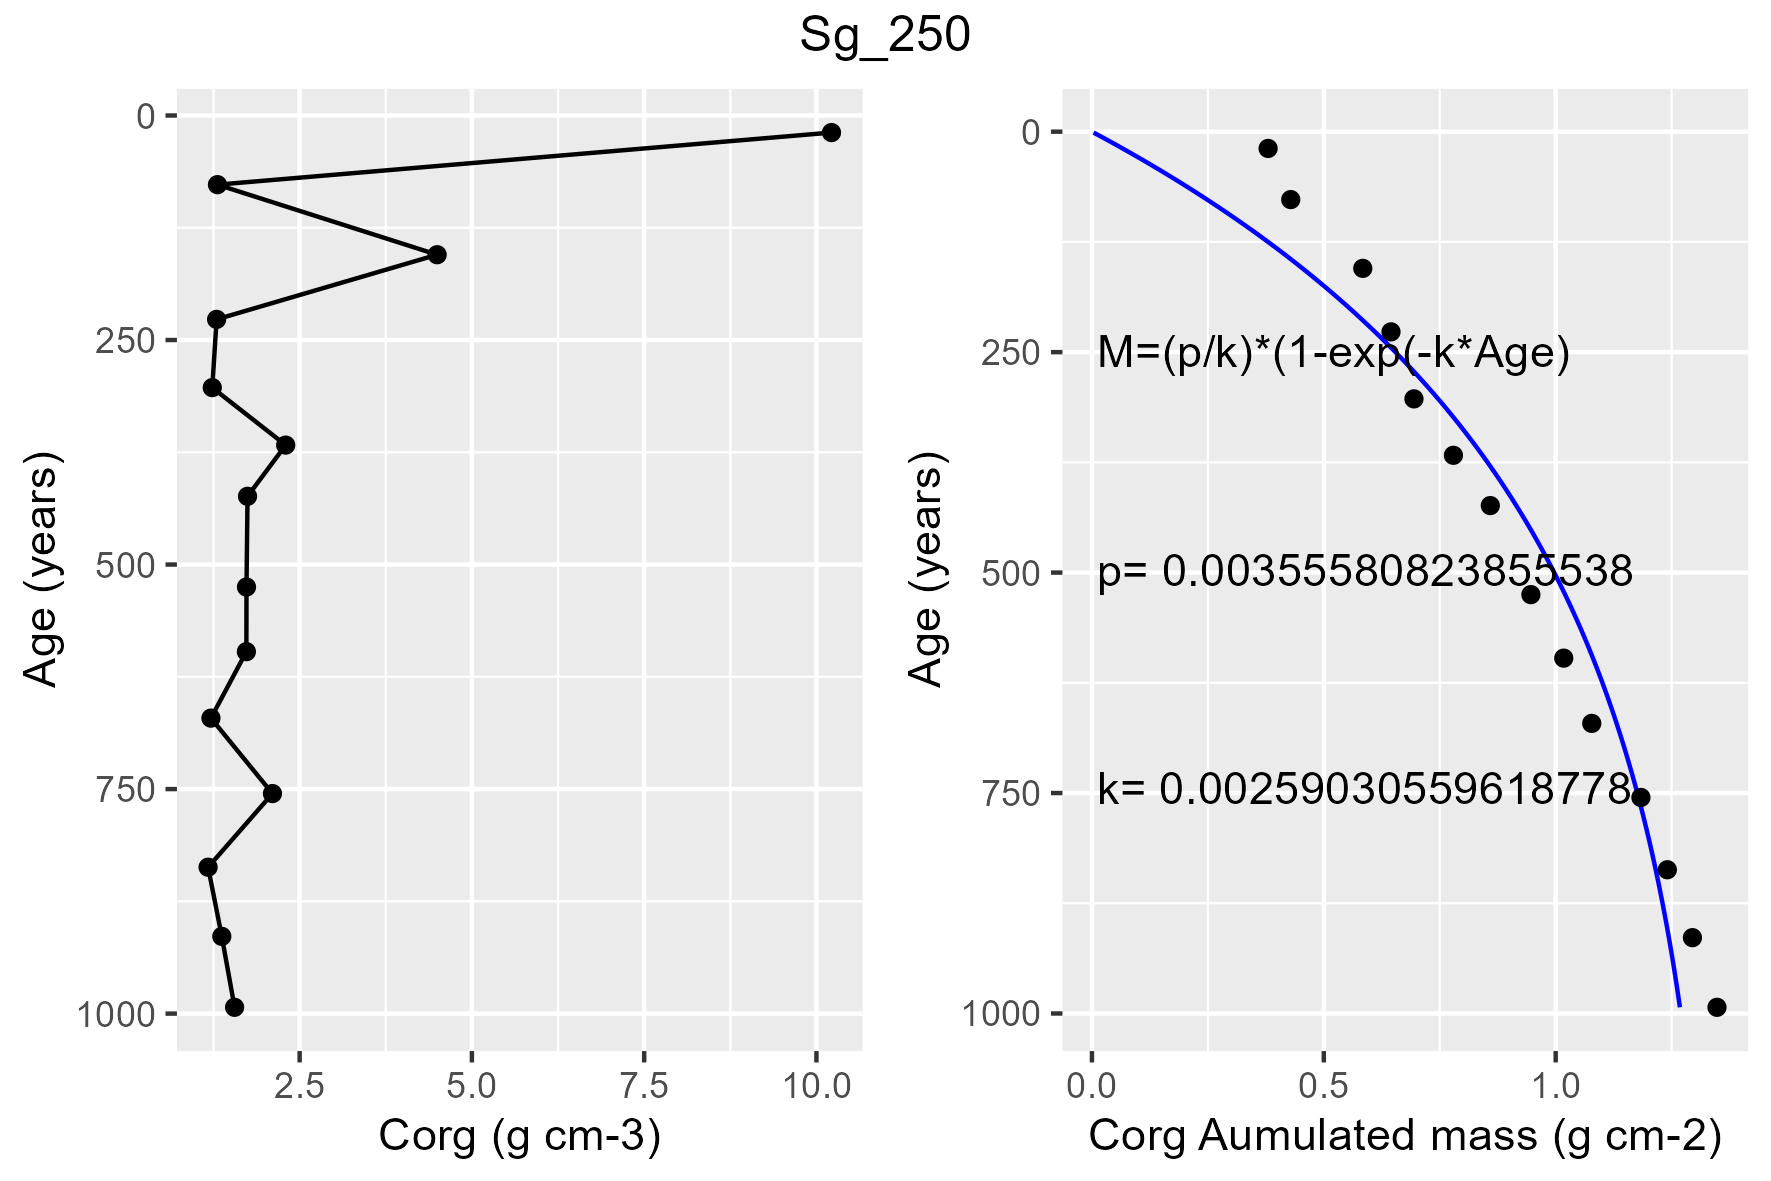 Sg_250
0
250
500
750
1000
Age (years)
2.5 5.0 7.5 10.0
Corg (g cm-3)
0
250
500
750
1000
Age (years)
M=(p/k)*(1-exp(-k*Age)
p= 0.00355580823855538
k= 0.00259030559618778
0.0 0.5 1.0
Corg Aumulated mass (g cm-2)